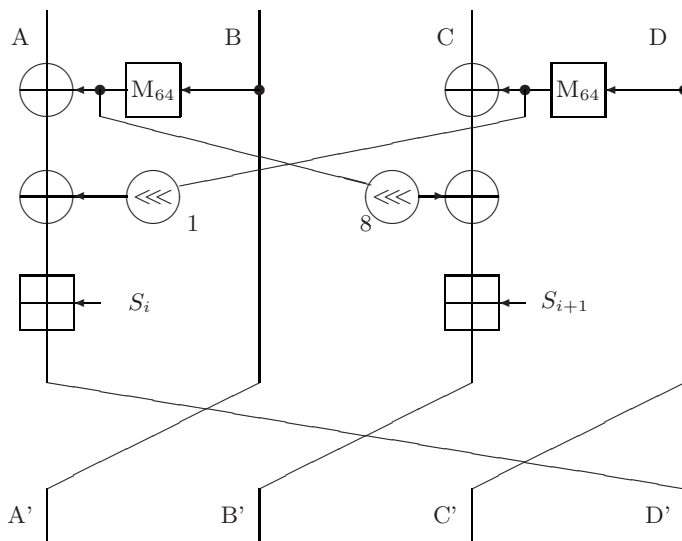 A B C D
M₆₄ M₆₄
<<< 1 <<< 8
Sᵢ Sᵢ₊₁
A' B' C' D'